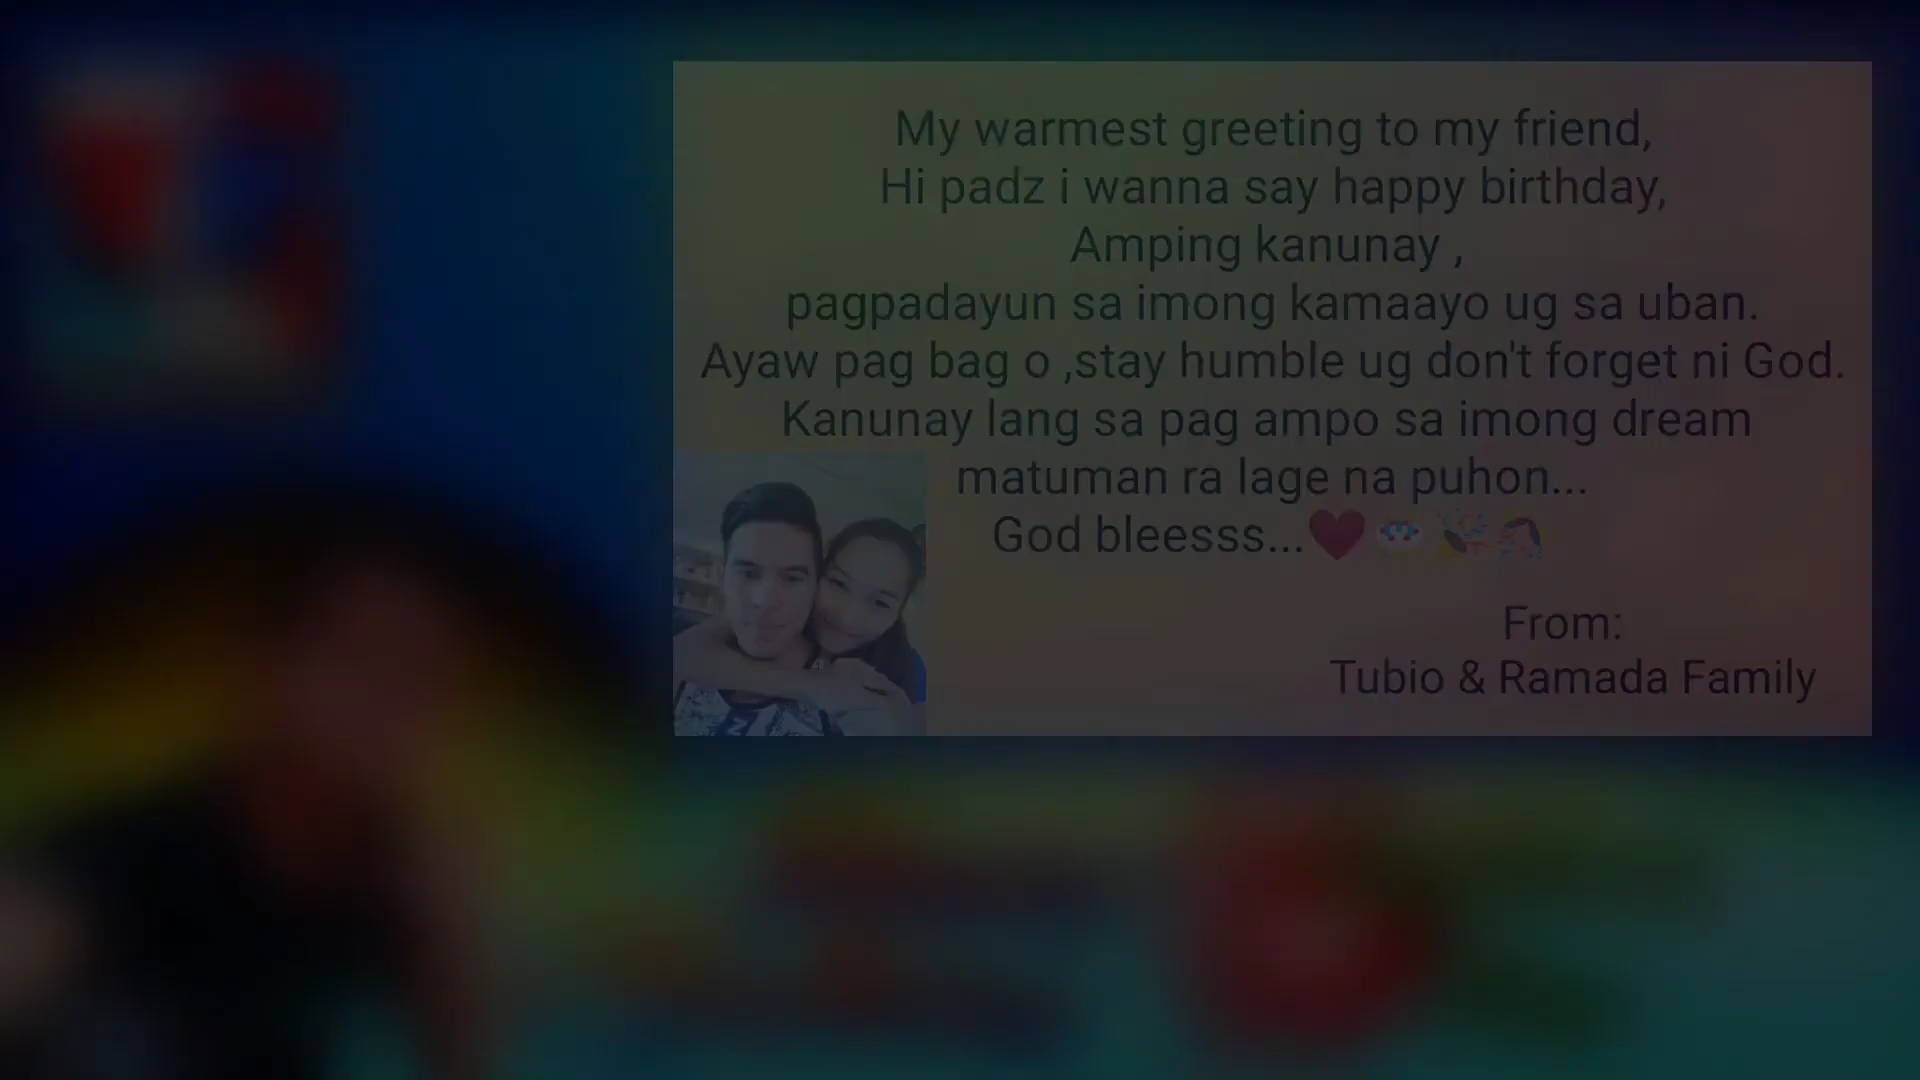 My warmest greeting to my friend,
Hi padz i wanna say happy birthday,
Amping kanunay ,
pagpadayun sa imong kamaayo ug sa uban.
Ayaw pag bag o ,stay humble ug don't forget ni God.
Kanunay lang sa pag ampo sa imong dream
matuman ra lage na puhon...
God bleesss...❤️🎂🎉🎊
From:
Tubio & Ramada Family